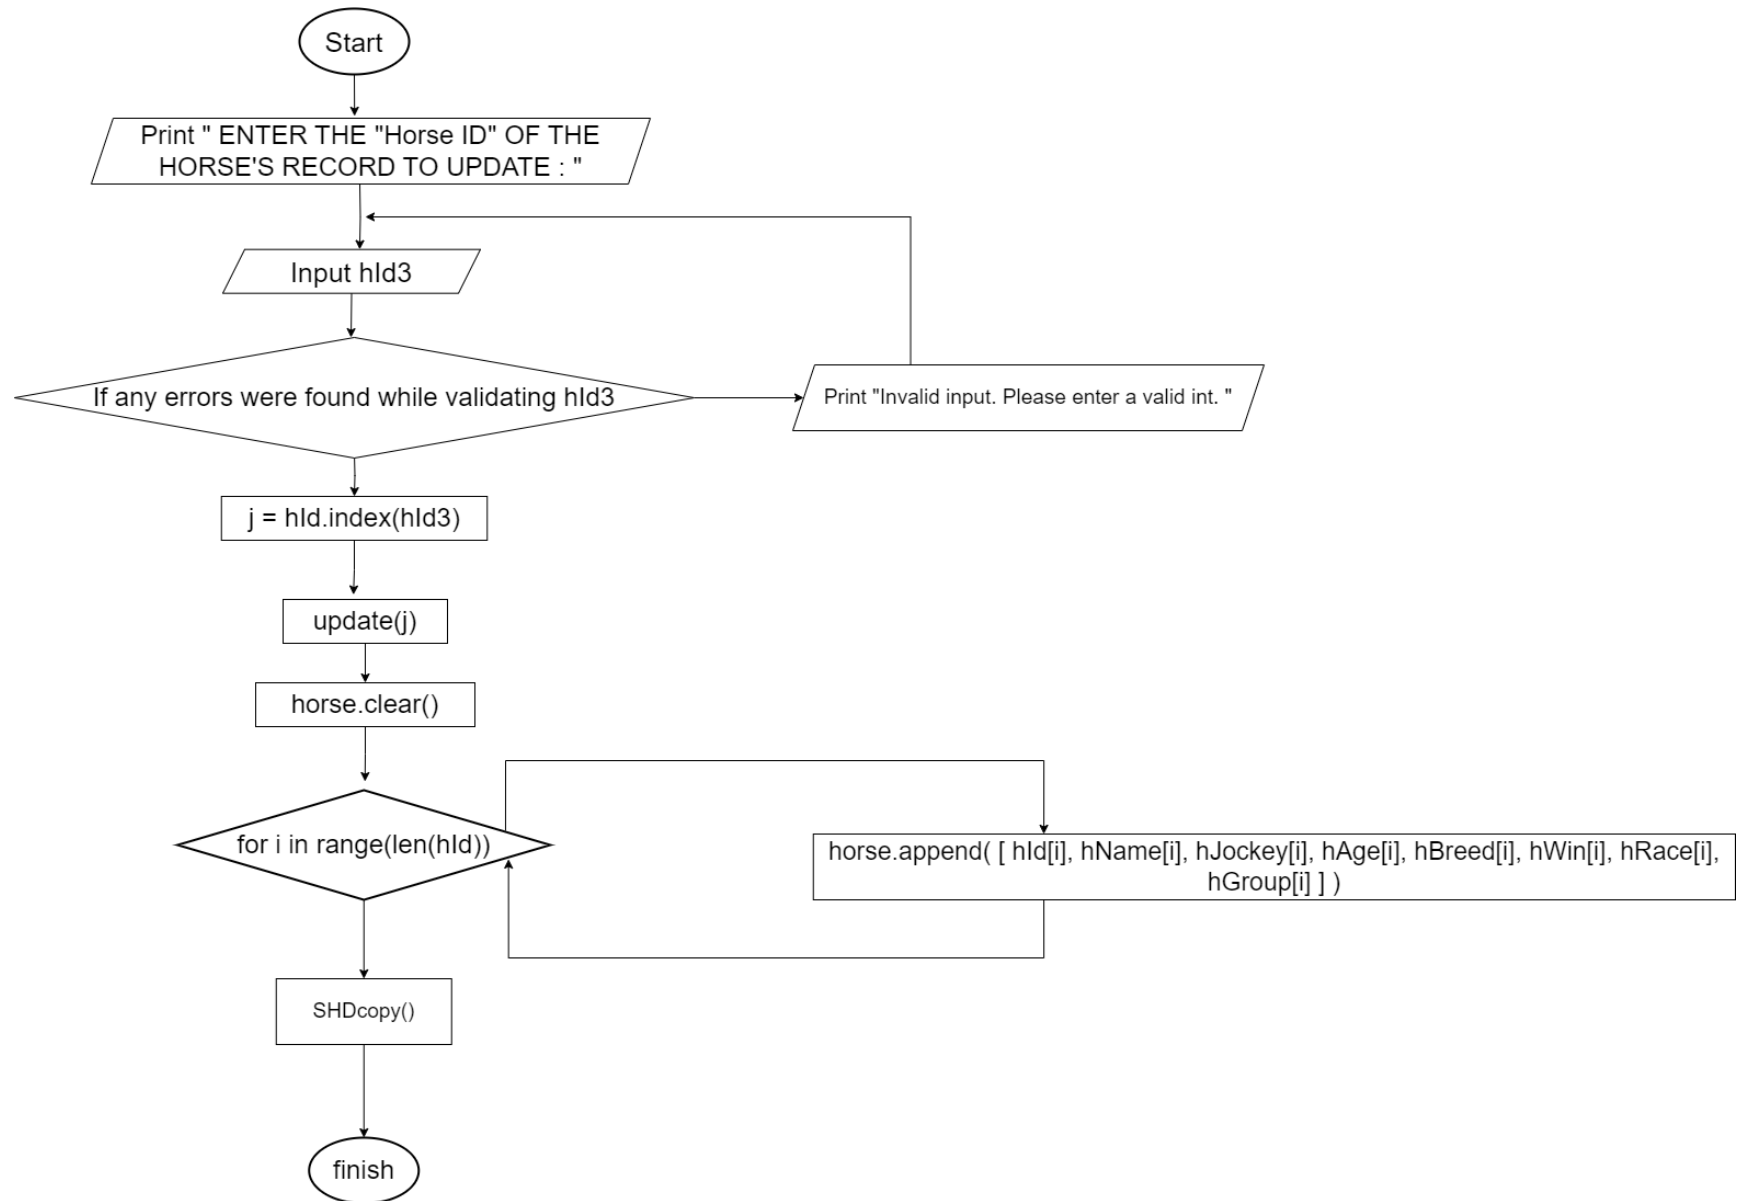 Start
Print " ENTER THE "Horse ID" OF THE
HORSE'S RECORD TO UPDATE : "
Input hId3
If any errors were found while validating hId3
Print "Invalid input. Please enter a valid int. "
j = hId.index(hId3)
update(j)
horse.clear()
for i in range(len(hId))
horse.append( [ hId[i], hName[i], hJockey[i], hAge[i], hBreed[i], hWin[i], hRace[i],
hGroup[i] ] )
SHDcopy()
finish